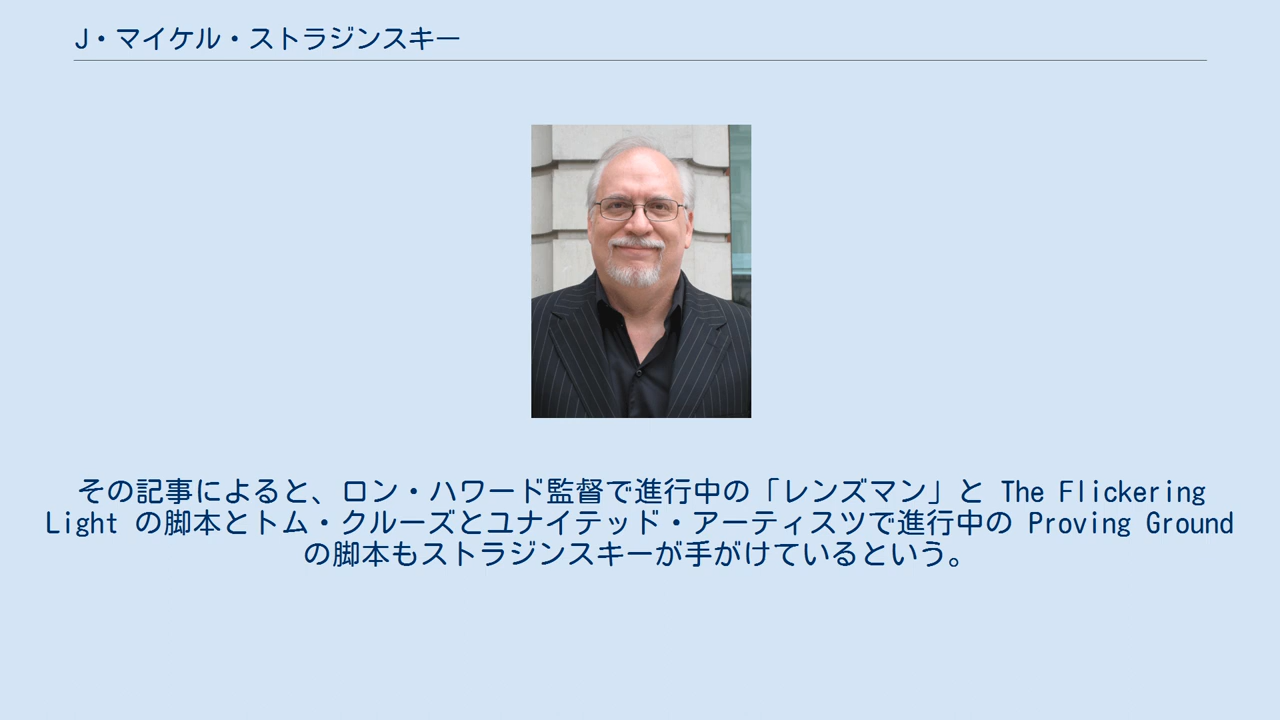 J・マイケル・ストラジンスキー
その記事によると、ロン・ハワード監督で進行中の「レンズマン」と The Flickering
Light の脚本とトム・クルーズとユナイテッド・アーティスツで進行中の Proving Ground
の脚本もストラジンスキーが手がけているという。